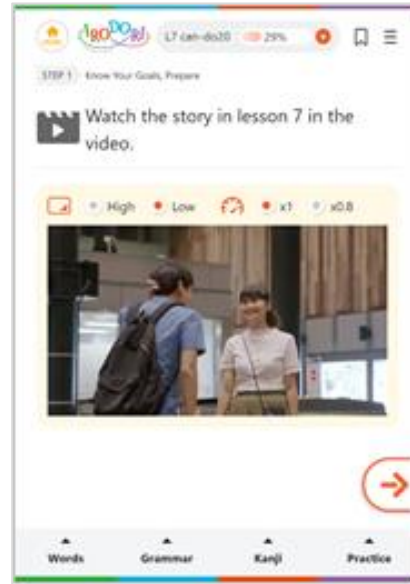 IRODORI L7 can-do20 29%
STEP 1 Know Your Goals, Prepare
Watch the story in lesson 7 in the
video.
High Low x1 x0.8
Words Grammar Kanji Practice